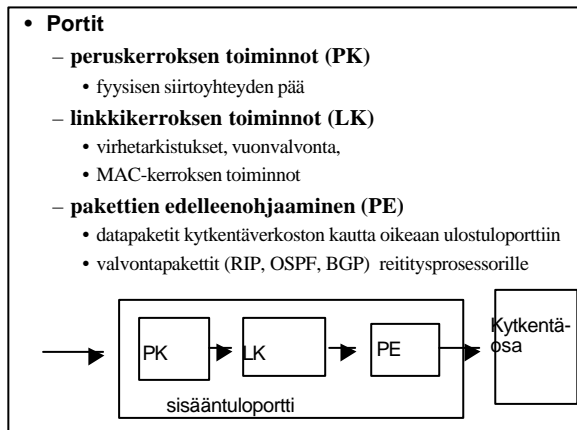 • Portit
– peruskerroksen toiminnot (PK)
• fyysisen siirtoyhteyden pää
– linkkikerroksen toiminnot (LK)
• virhetarkistukset, vuonvalvonta,
• MAC-kerroksen toiminnot
– pakettien edelleenohjaaminen (PE)
• datapaketit kytkentäverkoston kautta oikeaan ulostuloporttiin
• valvontapakettit (RIP, OSPF, BGP) reititysprosessorille
Kytkentä-
osa
PK
LK
PE
sisääntuloportti